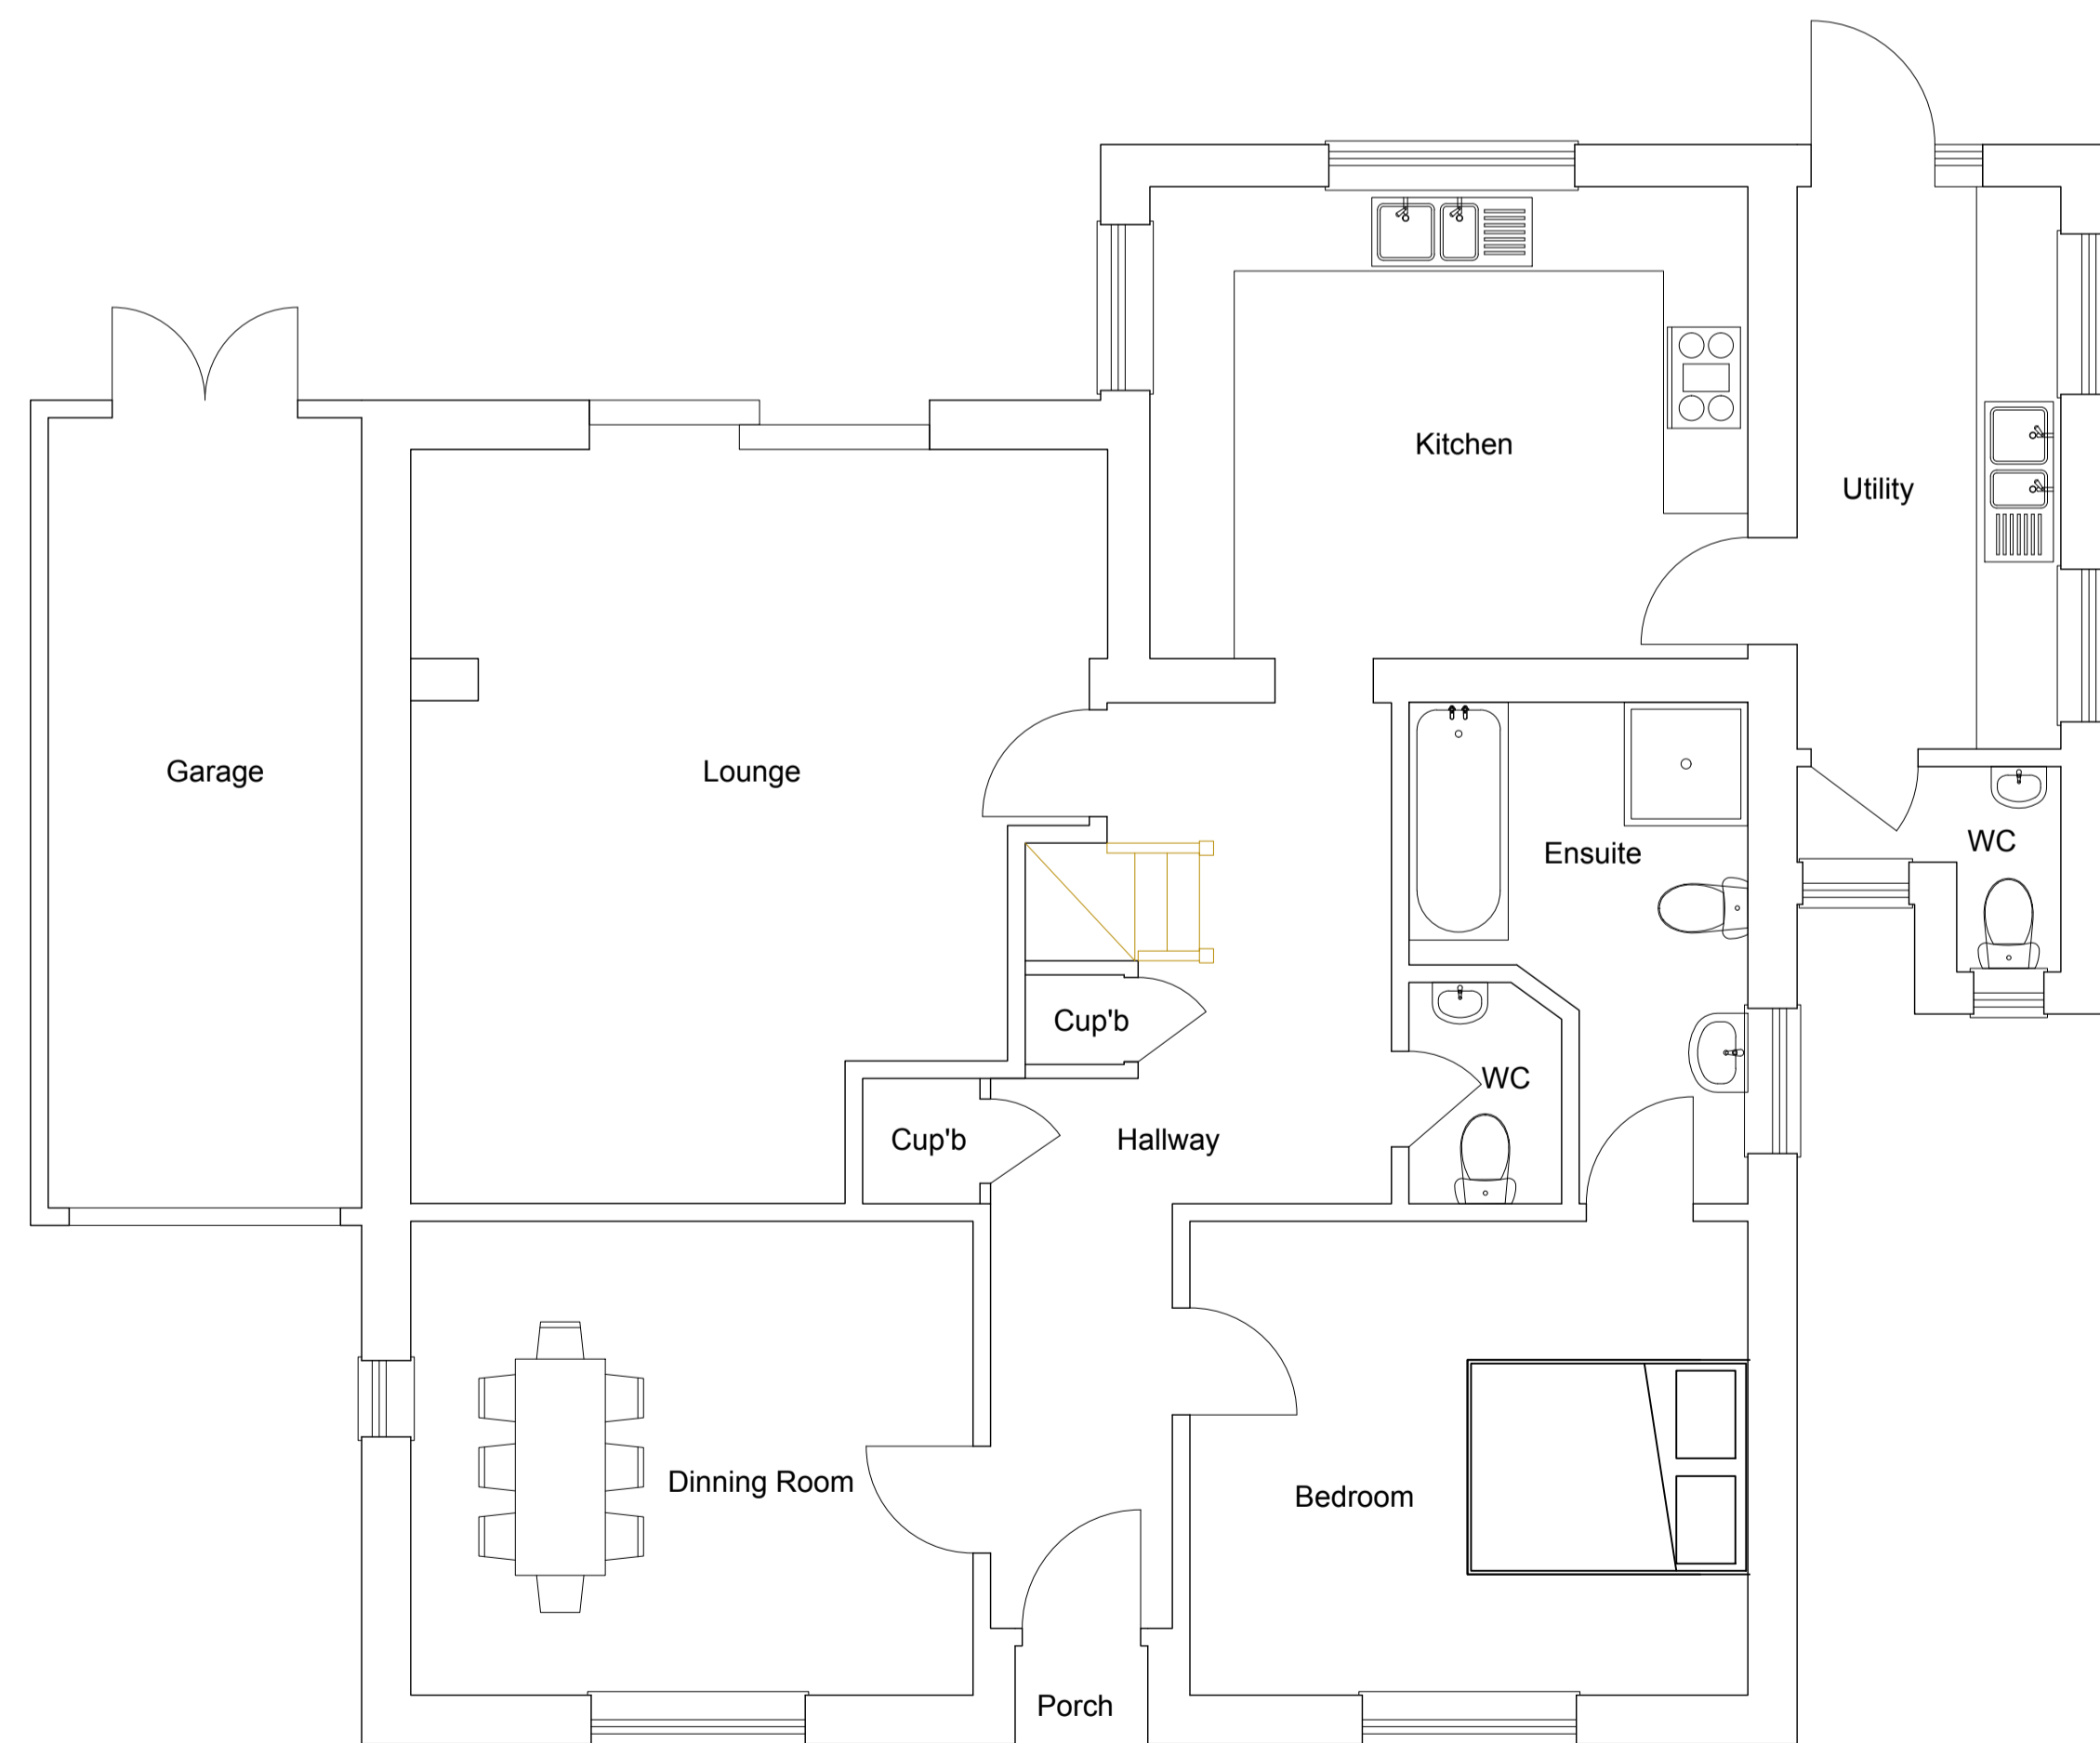 Kitchen
Utility
Garage
Lounge
WC
Ensuite
Cup'b
WC
Cup'b
Hallway
Dinning Room
Bedroom
Porch